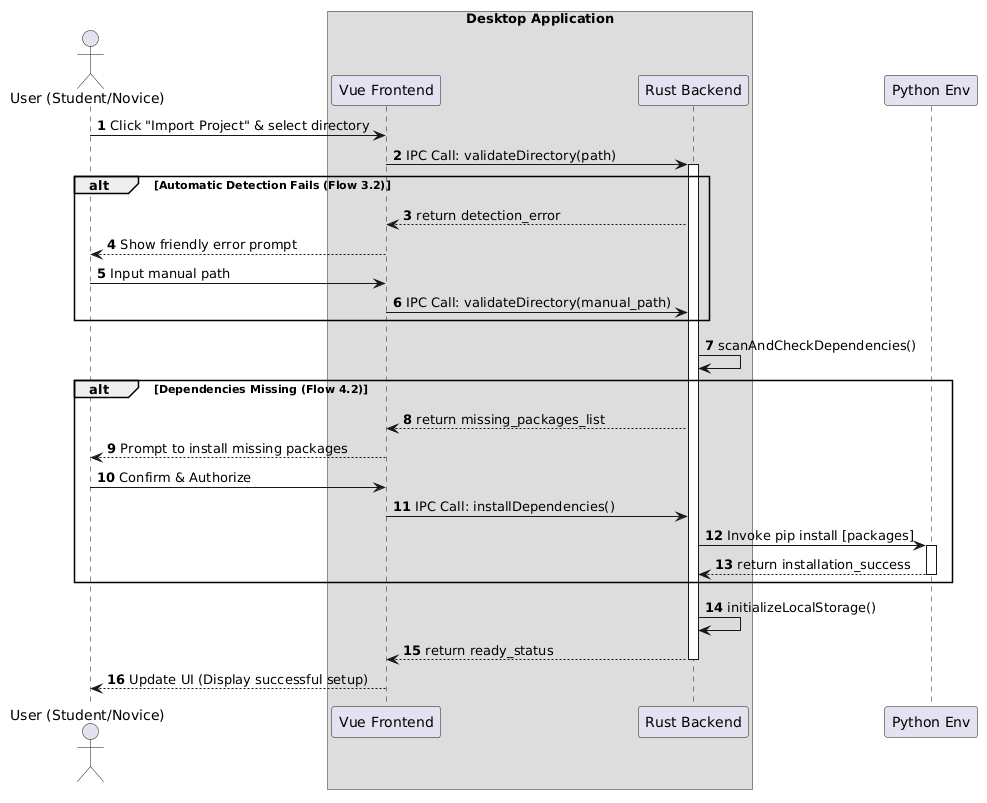 Desktop Application
User (Student/Novice)
Vue Frontend
Rust Backend
Python Env
1 Click "Import Project" & select directory
2 IPC Call: validateDirectory(path)
alt [Automatic Detection Fails (Flow 3.2)]
3 return detection_error
4 Show friendly error prompt
5 Input manual path
6 IPC Call: validateDirectory(manual_path)
7 scanAndCheckDependencies()
alt [Dependencies Missing (Flow 4.2)]
8 return missing_packages_list
9 Prompt to install missing packages
10 Confirm & Authorize
11 IPC Call: installDependencies()
12 Invoke pip install [packages]
13 return installation_success
14 initializeLocalStorage()
15 return ready_status
16 Update UI (Display successful setup)
User (Student/Novice)
Vue Frontend
Rust Backend
Python Env